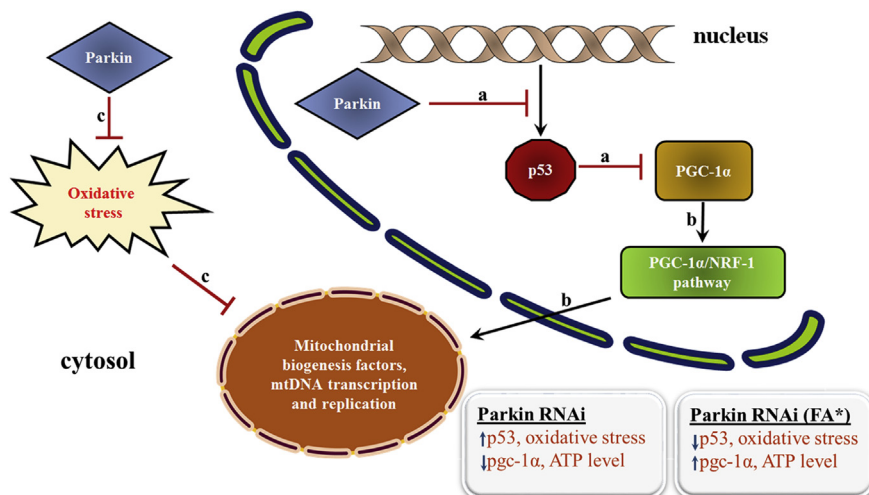 nucleus
Parkin
Parkin
a
c
p53
a
PGC-1α
Oxidative
stress
b
PGC-1α/NRF-1
pathway
c
b
Mitochondrial
biogenesis factors,
mtDNA transcription
and replication
cytosol
Parkin RNAi
↑p53, oxidative stress
↓pgc-1α, ATP level
Parkin RNAi (FA*)
↓p53, oxidative stress
↑pgc-1α, ATP level